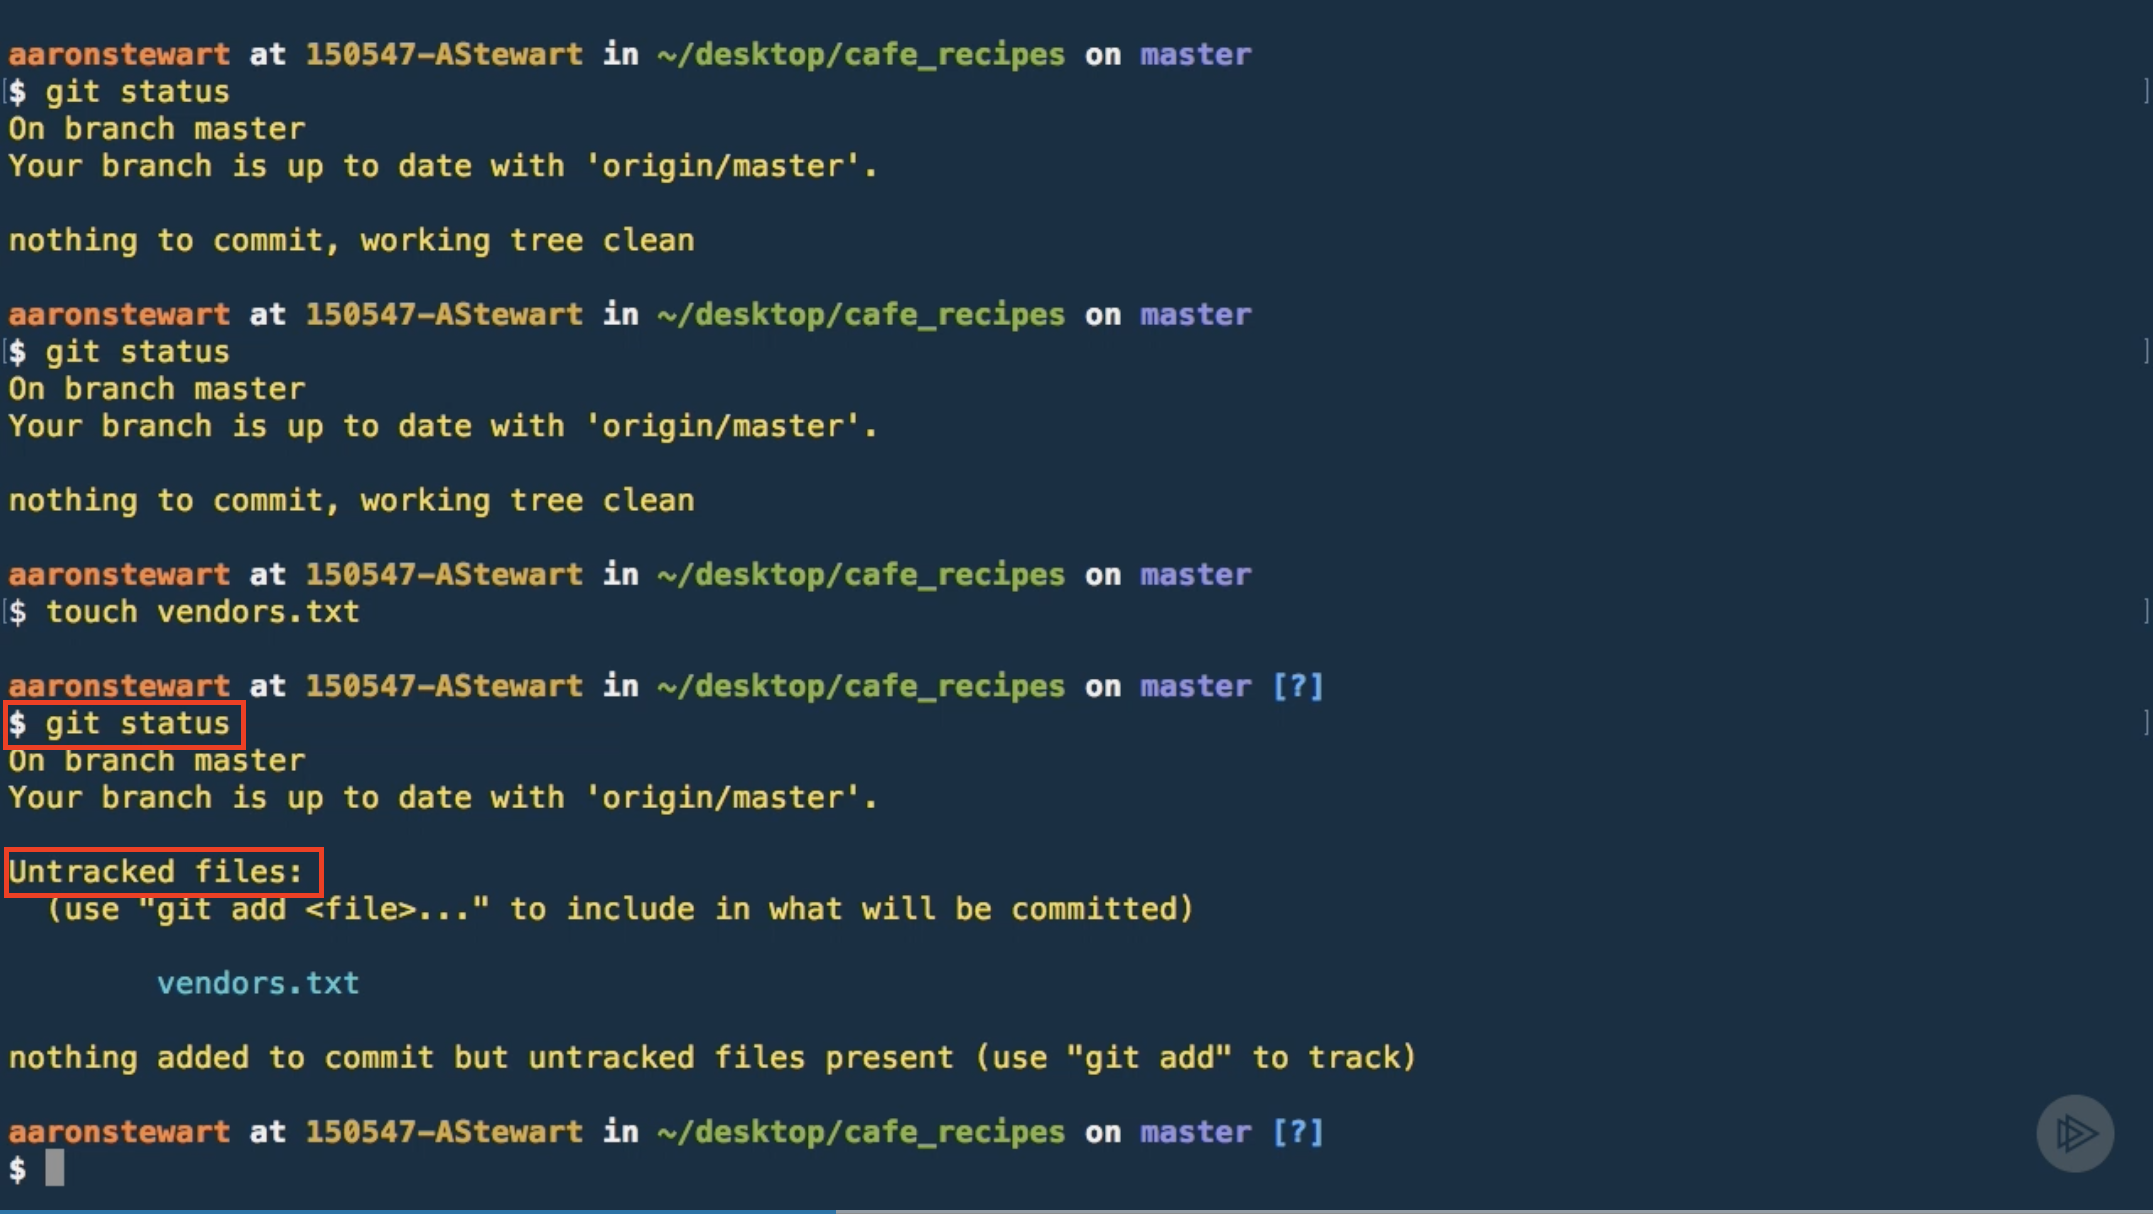 aaronstewart at 150547-AStewart in ~/desktop/cafe_recipes on master
[$ git status ]
On branch master
Your branch is up to date with 'origin/master'.
nothing to commit, working tree clean
aaronstewart at 150547-AStewart in ~/desktop/cafe_recipes on master
[$ git status ]
On branch master
Your branch is up to date with 'origin/master'.
nothing to commit, working tree clean
aaronstewart at 150547-AStewart in ~/desktop/cafe_recipes on master
[$ touch vendors.txt ]
aaronstewart at 150547-AStewart in ~/desktop/cafe_recipes on master [?]
$ git status ]
On branch master
Your branch is up to date with 'origin/master'.
Untracked files:
  (use "git add <file>..." to include in what will be committed)
        vendors.txt
nothing added to commit but untracked files present (use "git add" to track)
aaronstewart at 150547-AStewart in ~/desktop/cafe_recipes on master [?]
$